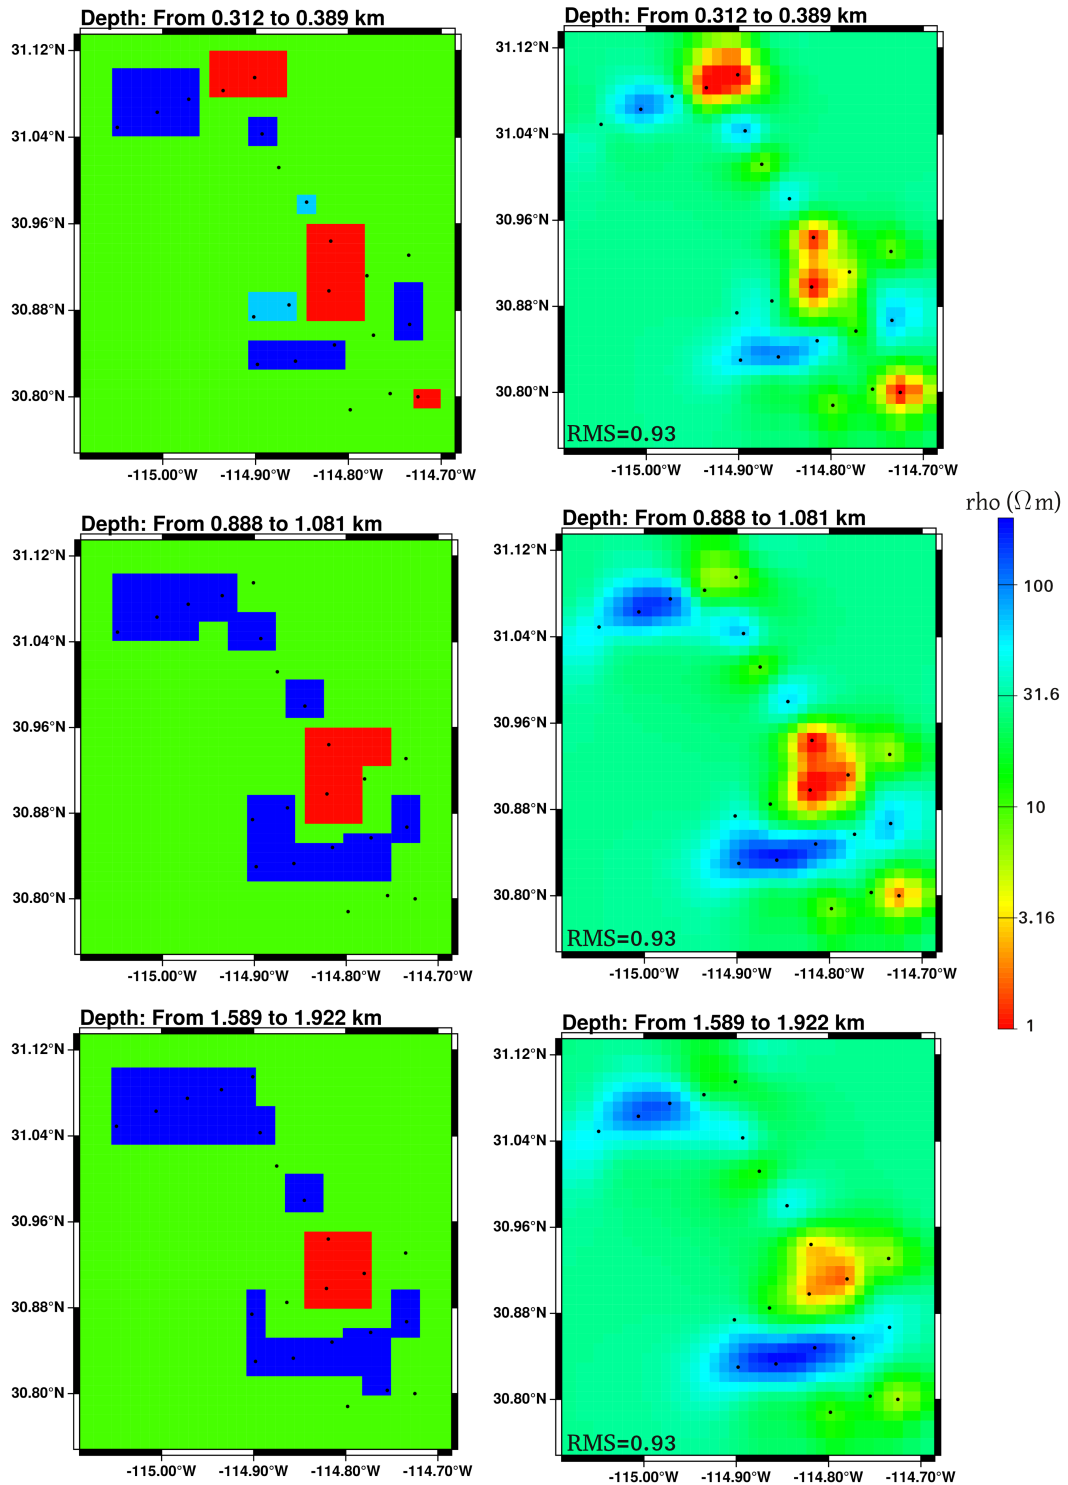 Depth: From 0.312 to 0.389 km
31.12°N
31.04°N
30.96°N
30.88°N
30.80°N
-115.00°W -114.90°W -114.80°W -114.70°W
Depth: From 0.312 to 0.389 km
31.12°N
31.04°N
30.96°N
30.88°N
30.80°N
RMS=0.93
-115.00°W -114.90°W -114.80°W -114.70°W
Depth: From 0.888 to 1.081 km
31.12°N
31.04°N
30.96°N
30.88°N
30.80°N
-115.00°W -114.90°W -114.80°W -114.70°W
Depth: From 0.888 to 1.081 km
31.12°N
31.04°N
30.96°N
30.88°N
30.80°N
RMS=0.93
-115.00°W -114.90°W -114.80°W -114.70°W
rho (Ωm)
100
31.6
10
3.16
1
Depth: From 1.589 to 1.922 km
31.12°N
31.04°N
30.96°N
30.88°N
30.80°N
-115.00°W -114.90°W -114.80°W -114.70°W
Depth: From 1.589 to 1.922 km
31.12°N
31.04°N
30.96°N
30.88°N
30.80°N
RMS=0.93
-115.00°W -114.90°W -114.80°W -114.70°W